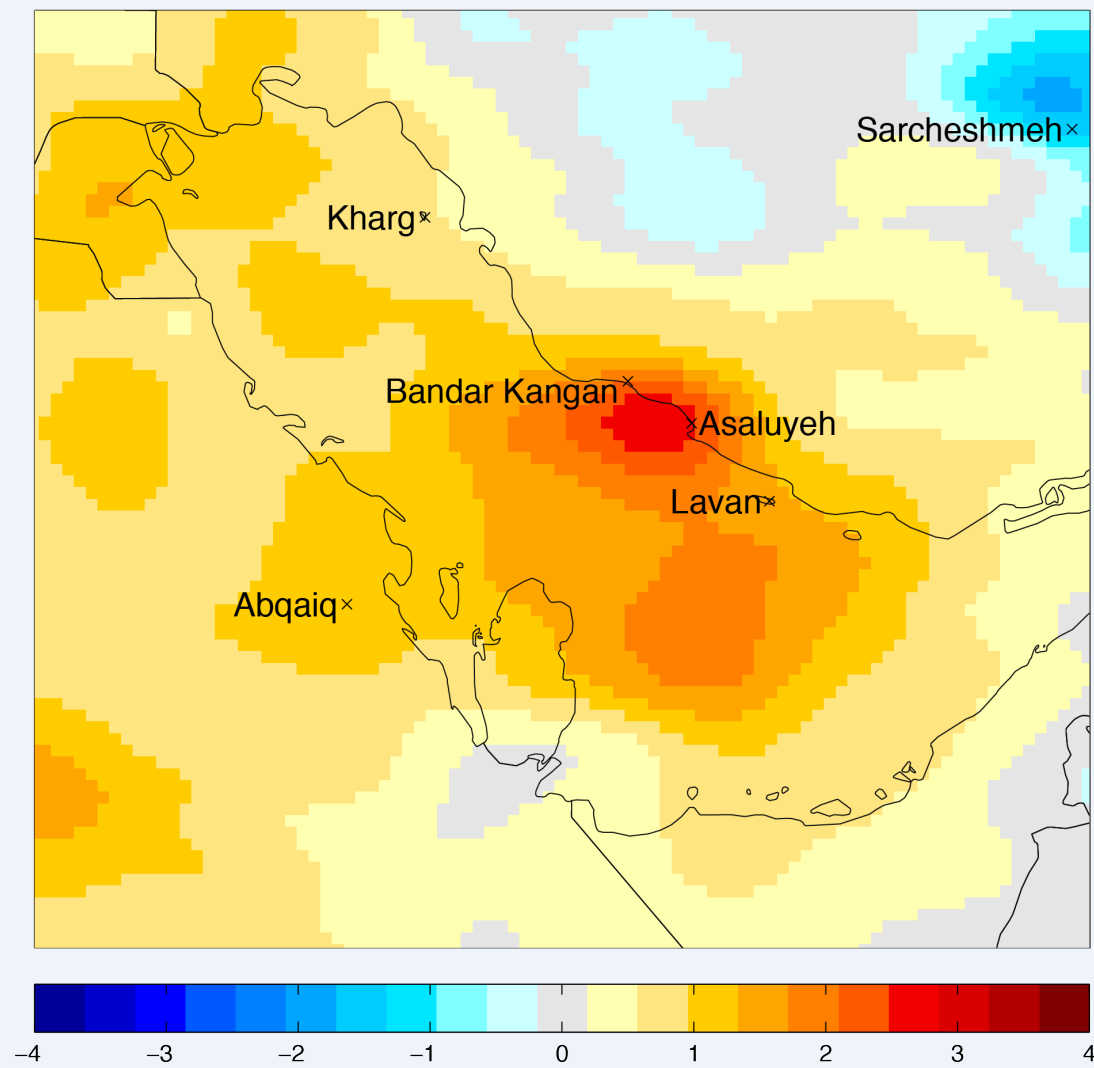 Sarcheshmeh
Kharg
Bandar Kangan
Asaluyeh
Lavan
Abqaiq
−4 −3 −2 −1 0 1 2 3 4